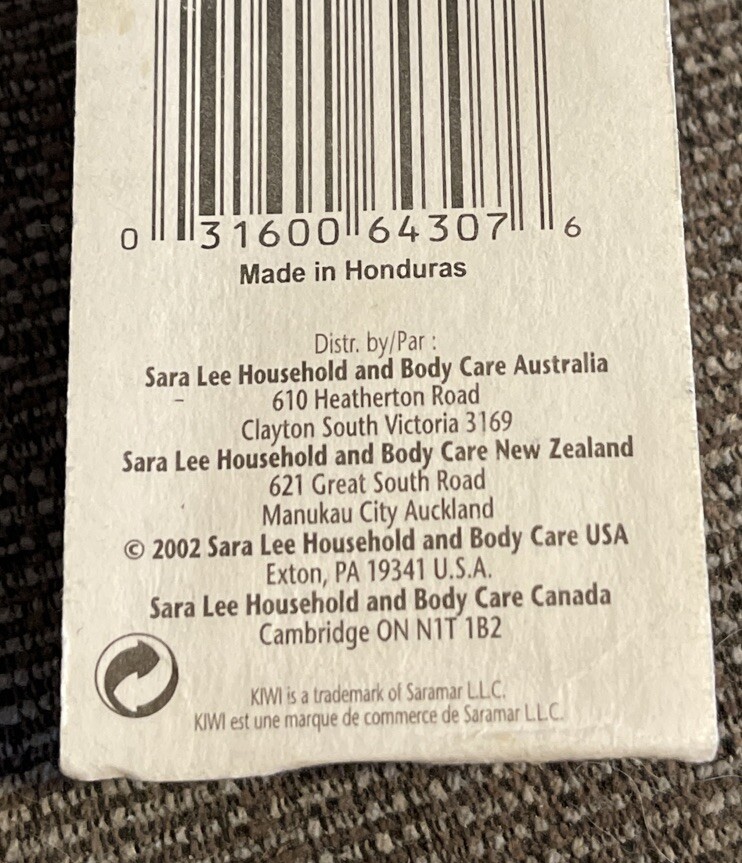 0 31600 64307 6
Made in Honduras
Distr. by/Par :
Sara Lee Household and Body Care Australia
610 Heatherton Road
Clayton South Victoria 3169
Sara Lee Household and Body Care New Zealand
621 Great South Road
Manukau City Auckland
© 2002 Sara Lee Household and Body Care USA
Exton, PA 19341 U.S.A.
Sara Lee Household and Body Care Canada
Cambridge ON N1T 1B2
KIWI is a trademark of Saramar L.L.C.
KIWI est une marque de commerce de Saramar L.L.C.